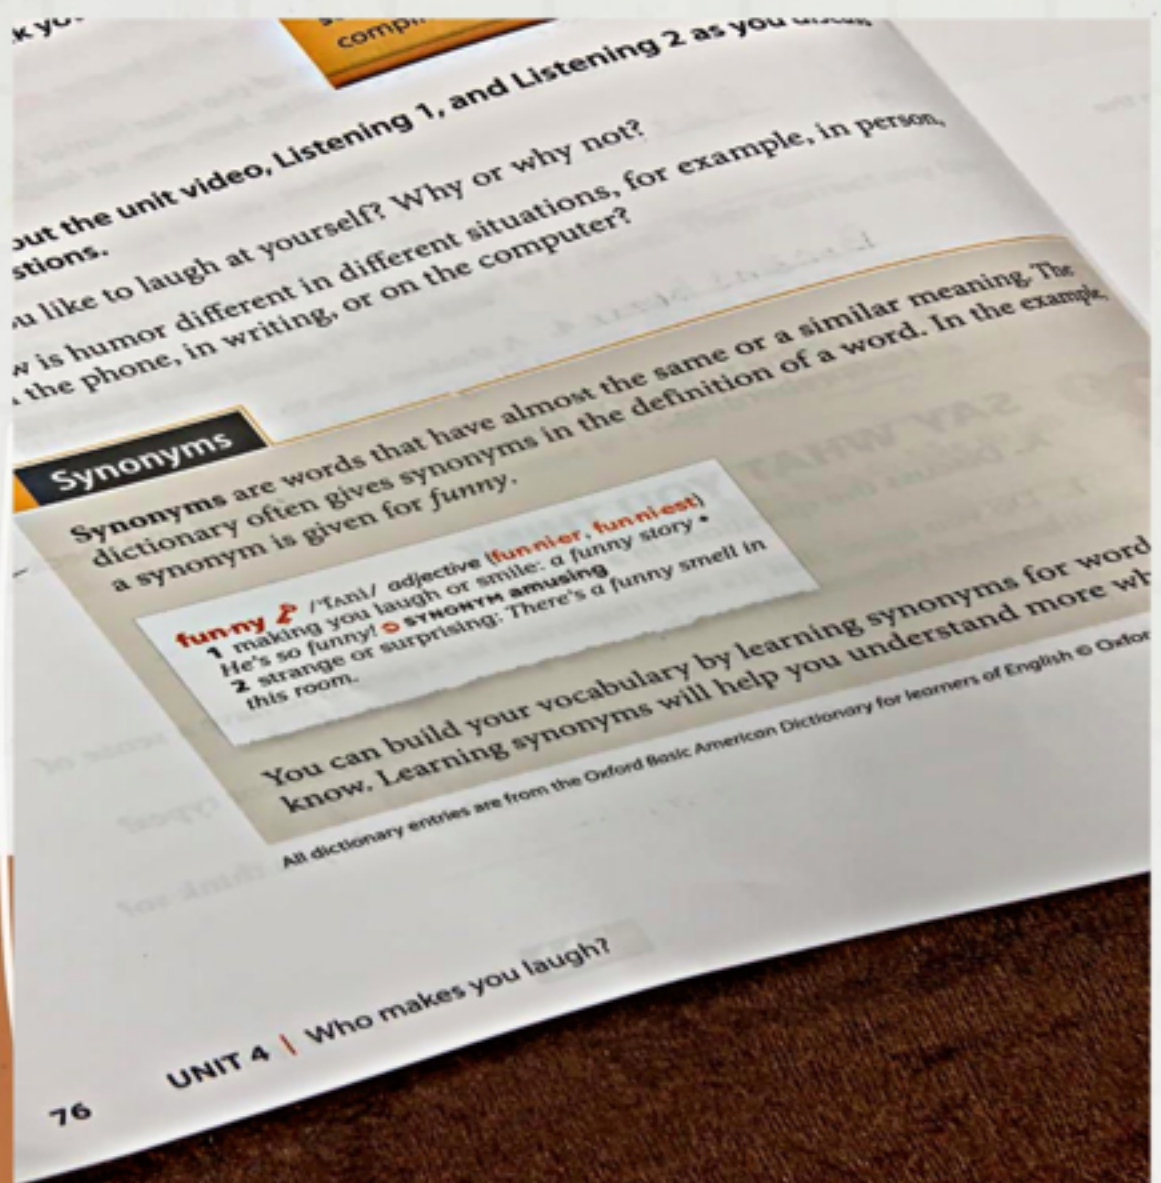 compl
out the unit video, Listening 1, and Listening 2 as you discuss
stions.
u like to laugh at yourself? Why or why not?
w is humor different in different situations, for example, in person,
the phone, in writing, or on the computer?
Synonyms
Synonyms are words that have almost the same or a similar meaning. The
dictionary often gives synonyms in the definition of a word. In the example,
a synonym is given for funny.
fun·ny /ˈfʌni/ adjective (fun·ni·er, fun·ni·est)
1 making you laugh or smile: a funny story •
He's so funny! SYNONYM amusing
2 strange or surprising: There's a funny smell in
this room.
You can build your vocabulary by learning synonyms for word
know. Learning synonyms will help you understand more wh
All dictionary entries are from the Oxford Basic American Dictionary for learners of English © Oxfor
UNIT 4 | Who makes you laugh?
76